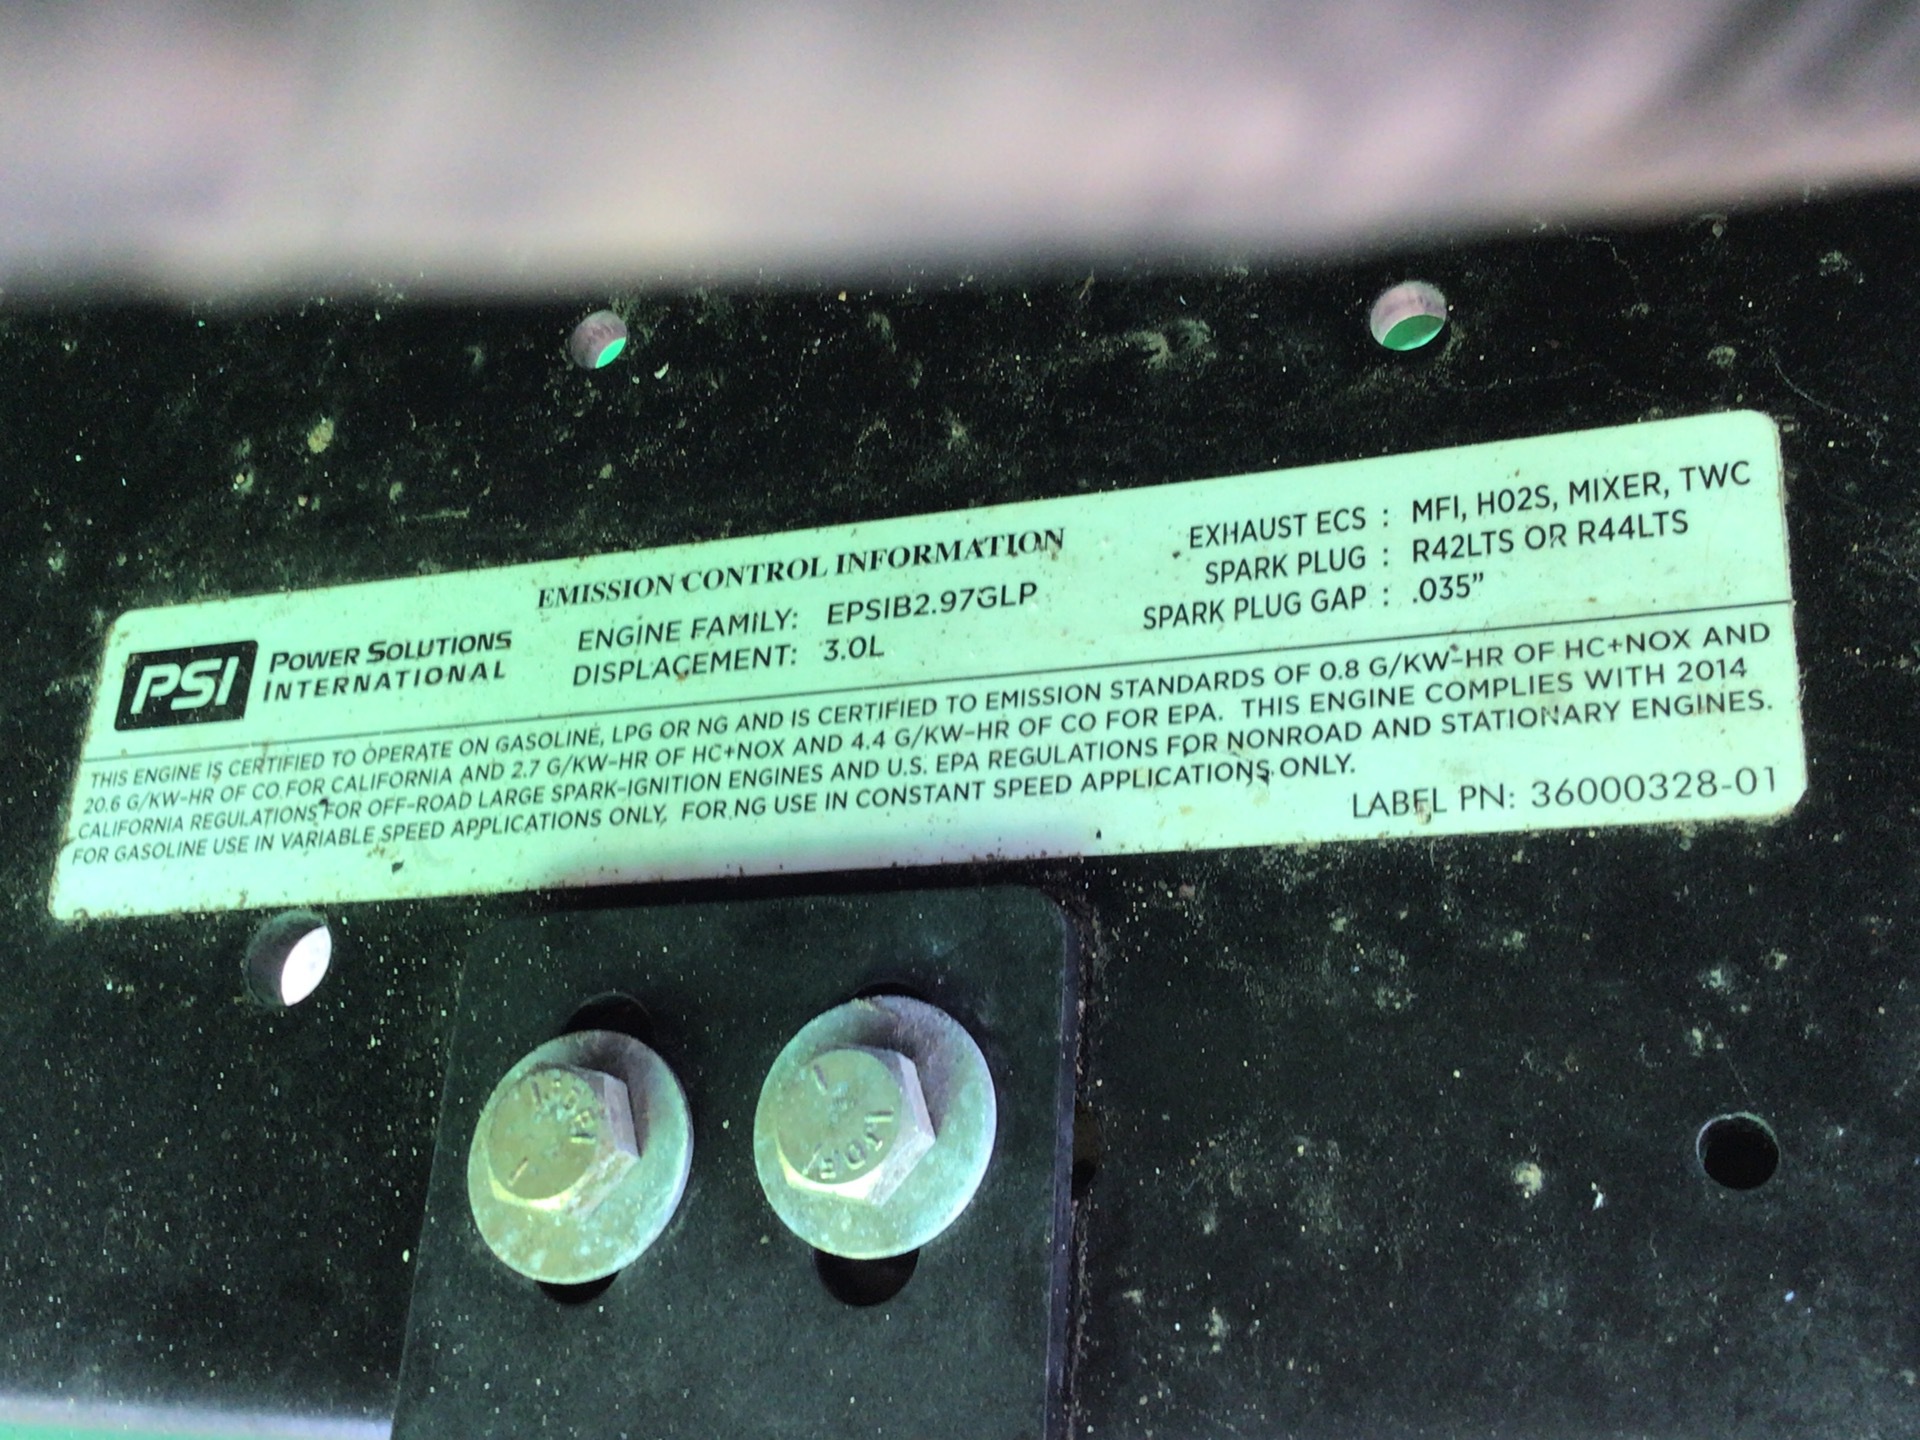 EMISSION CONTROL INFORMATION
PSI POWER SOLUTIONS
INTERNATIONAL
ENGINE FAMILY: EPSIB2.97GLP
DISPLACEMENT: 3.0L
EXHAUST ECS : MFI, HO2S, MIXER, TWC
SPARK PLUG : R42LTS OR R44LTS
SPARK PLUG GAP : .035"
THIS ENGINE IS CERTIFIED TO OPERATE ON GASOLINE, LPG OR NG AND IS CERTIFIED TO EMISSION STANDARDS OF 0.8 G/KW-HR OF HC+NOX AND
20.6 G/KW-HR OF CO FOR CALIFORNIA AND 2.7 G/KW-HR OF HC+NOX AND 4.4 G/KW-HR OF CO FOR EPA. THIS ENGINE COMPLIES WITH 2014
CALIFORNIA REGULATIONS FOR OFF-ROAD LARGE SPARK-IGNITION ENGINES AND U.S. EPA REGULATIONS FOR NONROAD AND STATIONARY ENGINES.
FOR GASOLINE USE IN VARIABLE SPEED APPLICATIONS ONLY. FOR NG USE IN CONSTANT SPEED APPLICATIONS ONLY.
LABEL PN: 36000328-01